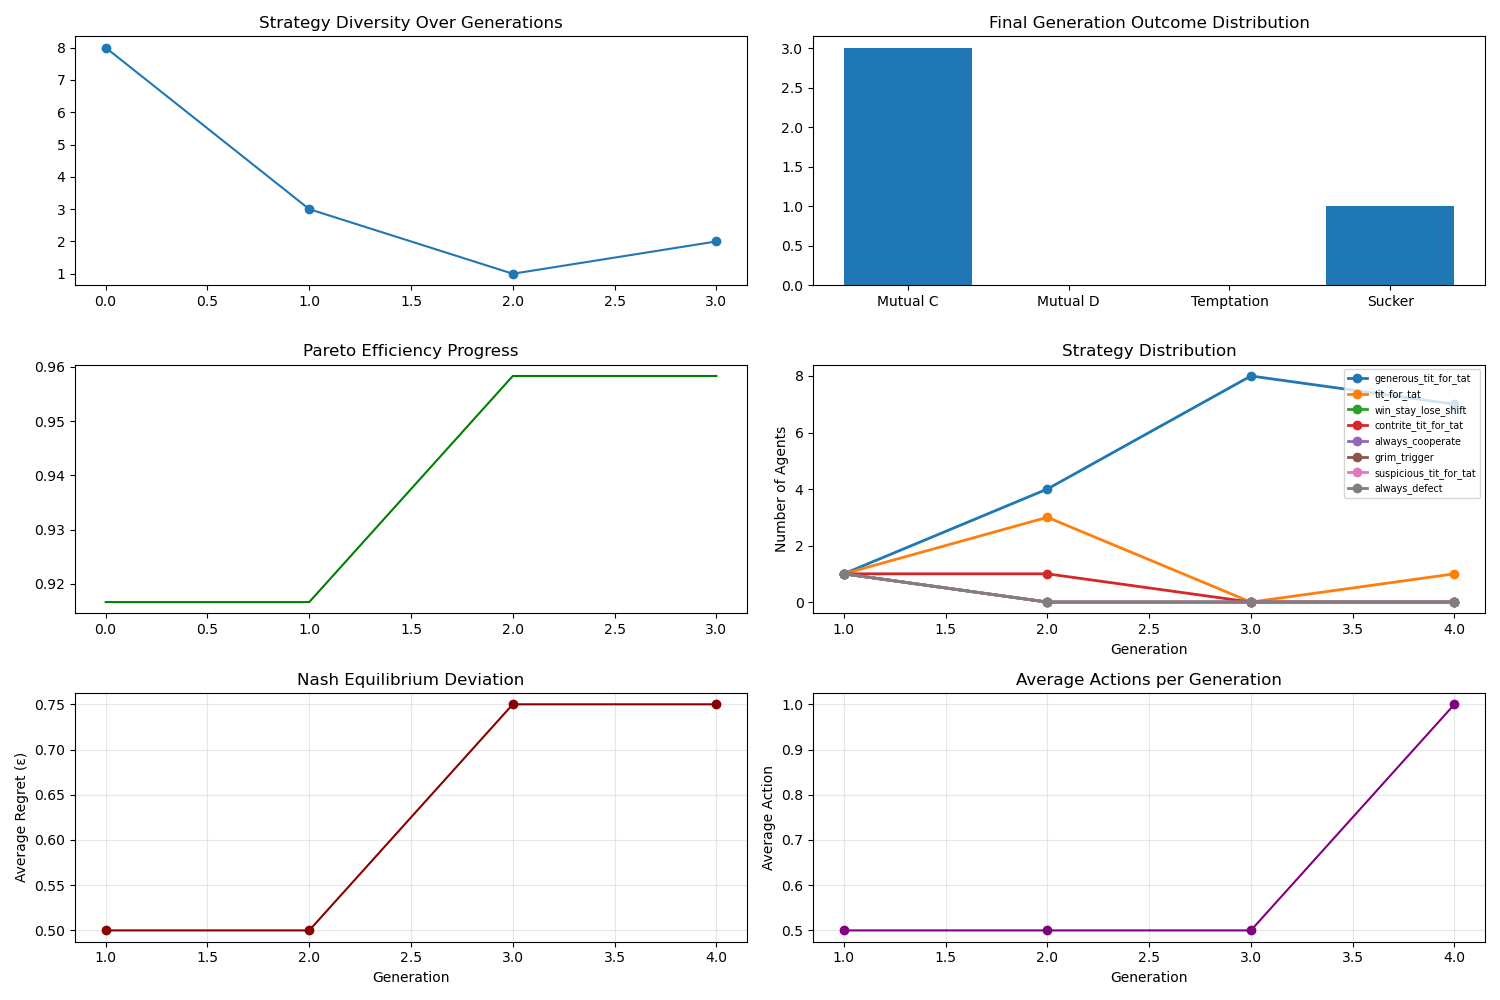 Strategy Diversity Over Generations
8
7
6
5
4
3
2
1
0.0 0.5 1.0 1.5 2.0 2.5 3.0
Final Generation Outcome Distribution
3.0
2.5
2.0
1.5
1.0
0.5
0.0
Mutual C Mutual D Temptation Sucker
Pareto Efficiency Progress
0.96
0.95
0.94
0.93
0.92
0.0 0.5 1.0 1.5 2.0 2.5 3.0
Strategy Distribution
Number of Agents
8
6
4
2
0
generous_tit_for_tat
tit_for_tat
win_stay_lose_shift
contrite_tit_for_tat
always_cooperate
grim_trigger
suspicious_tit_for_tat
always_defect
1.0 1.5 2.0 2.5 3.0 3.5 4.0
Generation
Nash Equilibrium Deviation
Average Regret (ε)
0.75
0.70
0.65
0.60
0.55
0.50
1.0 1.5 2.0 2.5 3.0 3.5 4.0
Generation
Average Actions per Generation
Average Action
1.0
0.9
0.8
0.7
0.6
0.5
1.0 1.5 2.0 2.5 3.0 3.5 4.0
Generation